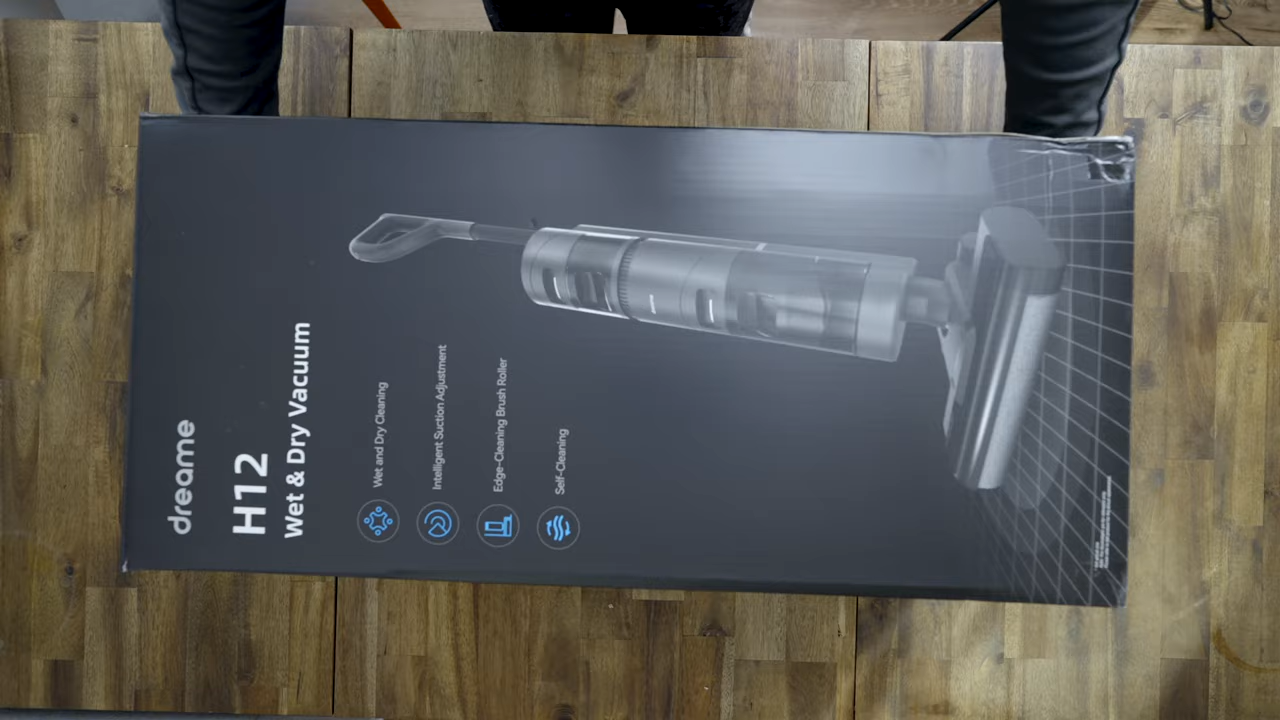 dreame
H12
Wet & Dry Vacuum
Wet and Dry Cleaning
Intelligent Suction Adjustment
Edge-Cleaning Brush Roller
Self-Cleaning